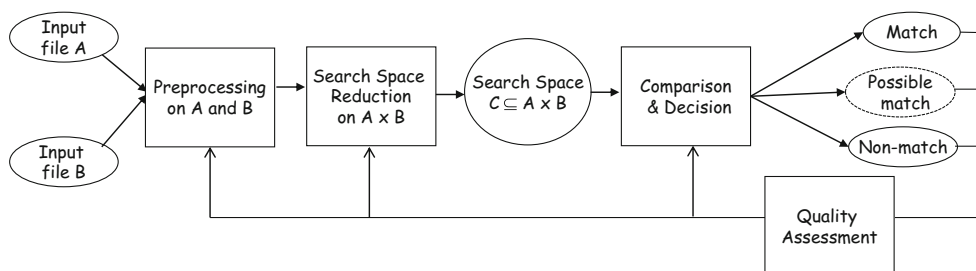 Input
file A
Input
file B
Preprocessing
on A and B
Search Space
Reduction
on A x B
Search Space
C ⊆ A x B
Comparison
& Decision
Match
Possible
match
Non-match
Quality
Assessment